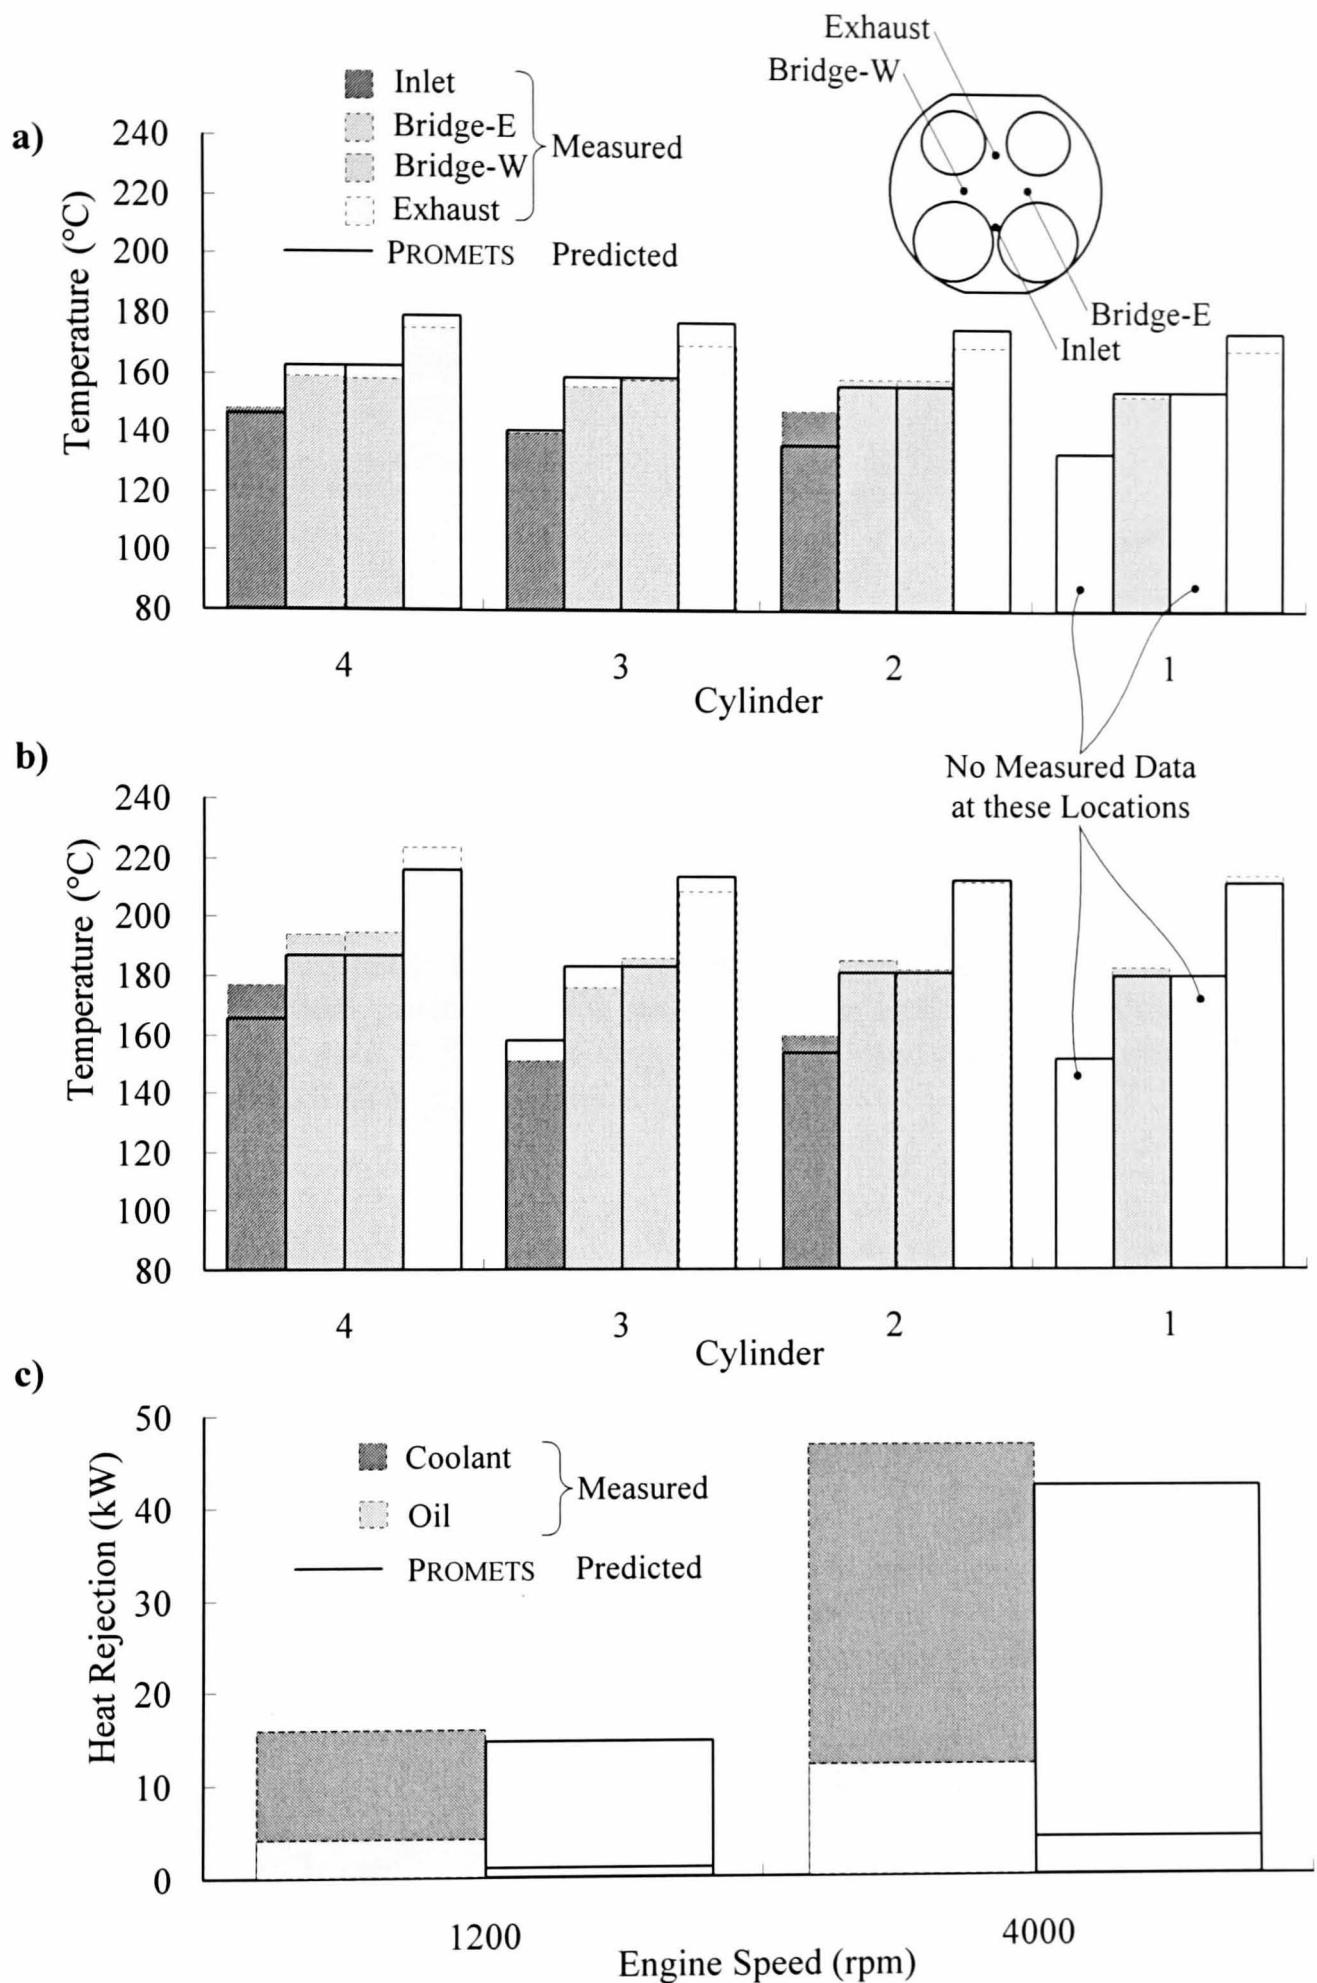 a)
Inlet
Bridge-E
Bridge-W
Exhaust
Measured
PROMETS Predicted
Exhaust
Bridge-W
Bridge-E
Inlet
Temperature (°C)
240
220
200
180
160
140
120
100
80
4 3 2 1
Cylinder
No Measured Data
at these Locations
b)
Temperature (°C)
240
220
200
180
160
140
120
100
80
4 3 2 1
Cylinder
c)
Coolant
Oil
Measured
PROMETS Predicted
Heat Rejection (kW)
50
40
30
20
10
0
1200 4000
Engine Speed (rpm)